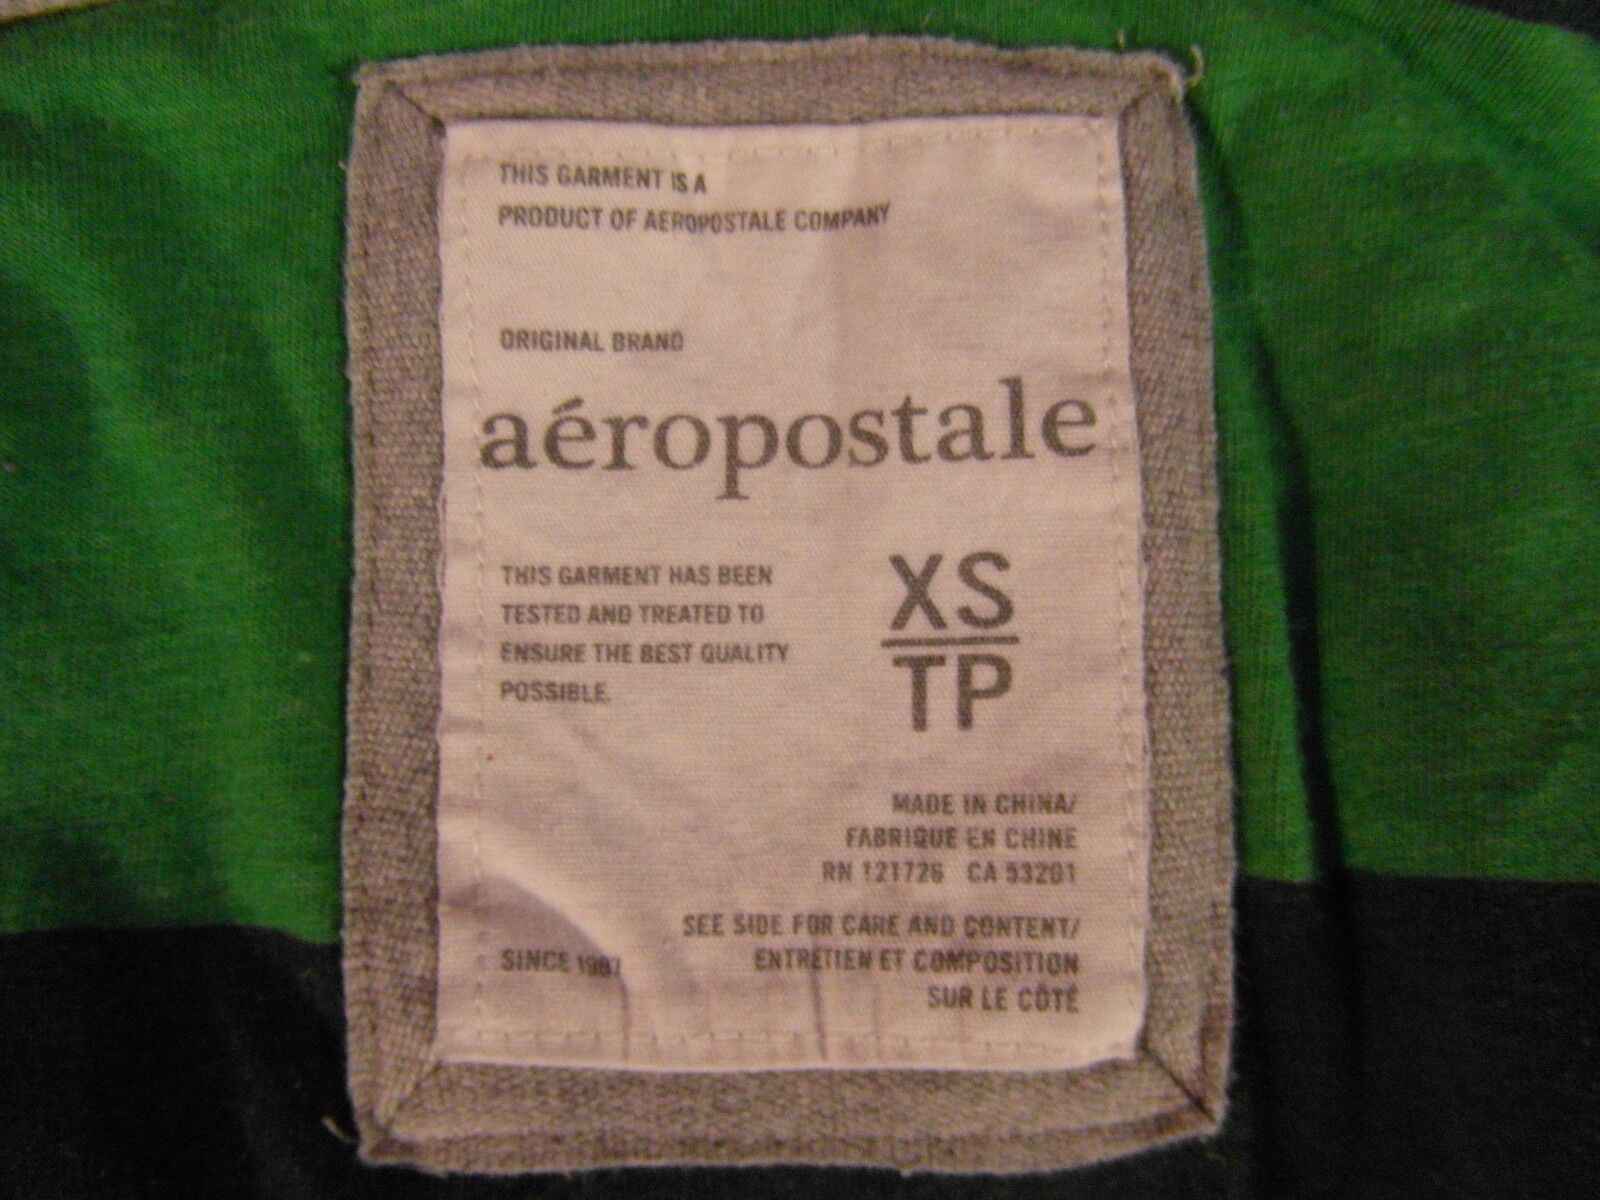 THIS GARMENT IS A
PRODUCT OF AEROPOSTALE COMPANY
ORIGINAL BRAND
aéropostale
THIS GARMENT HAS BEEN
TESTED AND TREATED TO
ENSURE THE BEST QUALITY
POSSIBLE.
XS
TP
MADE IN CHINA/
FABRIQUE EN CHINE
RN 121726 CA 53201
SEE SIDE FOR CARE AND CONTENT/
ENTRETIEN ET COMPOSITION
SUR LE CÔTÉ
SINCE 1987